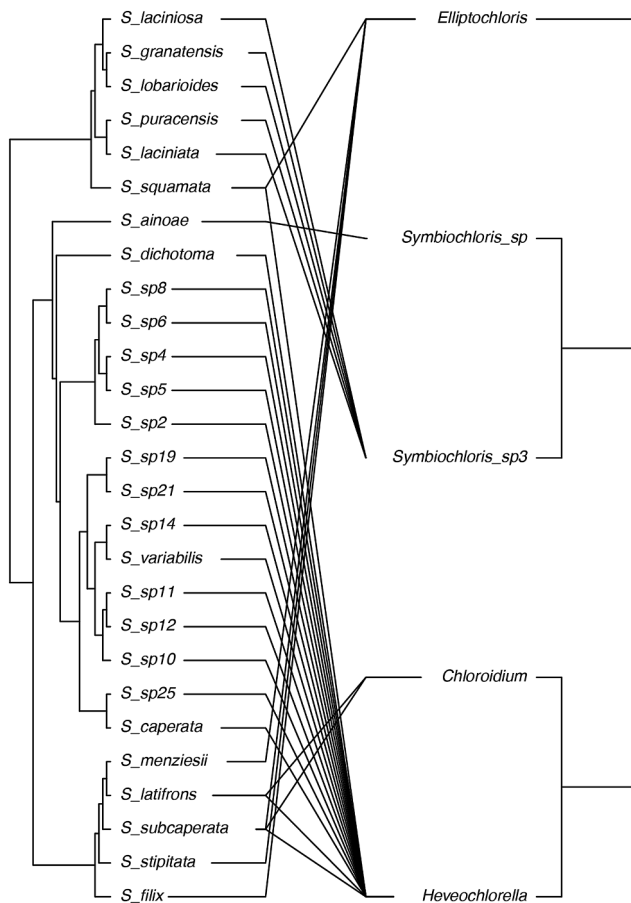 S_laciniosa
S_granatensis
S_lobarioides
S_puracensis
S_laciniata
S_squamata
S_ainoae
S_dichotoma
S_sp8
S_sp6
S_sp4
S_sp5
S_sp2
S_sp19
S_sp21
S_sp14
S_variabilis
S_sp11
S_sp12
S_sp10
S_sp25
S_caperata
S_menziesii
S_latifrons
S_subcaperata
S_stipitata
S_filix
Elliptochloris
Symbiochloris_sp
Symbiochloris_sp3
Chloroidium
Heveochlorella